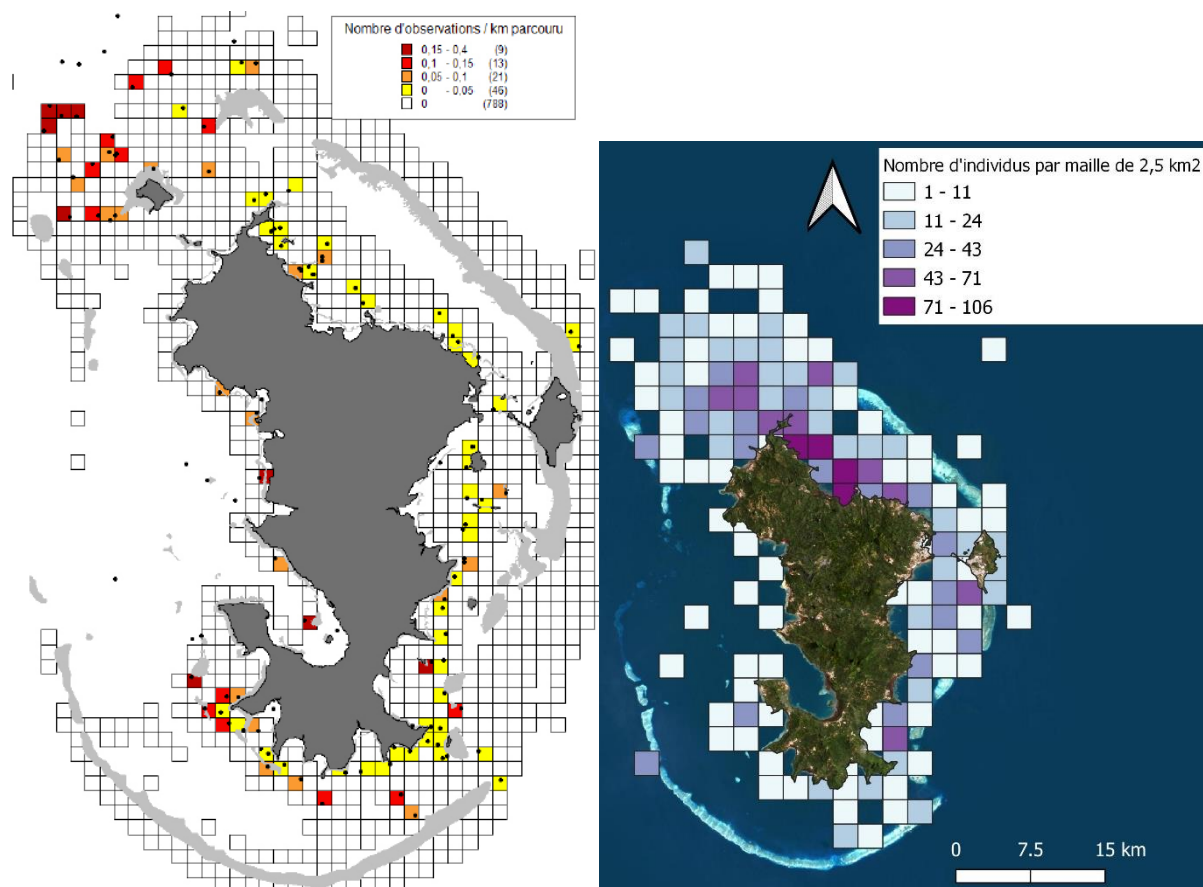 Nombre d'observations / km parcouru
0,15 - 0,4 (9)
0,1 - 0,15 (13)
0,05 - 0,1 (21)
0 - 0,05 (46)
0 (788)
Nombre d'individus par maille de 2,5 km2
1 - 11
11 - 24
24 - 43
43 - 71
71 - 106
0 7.5 15 km